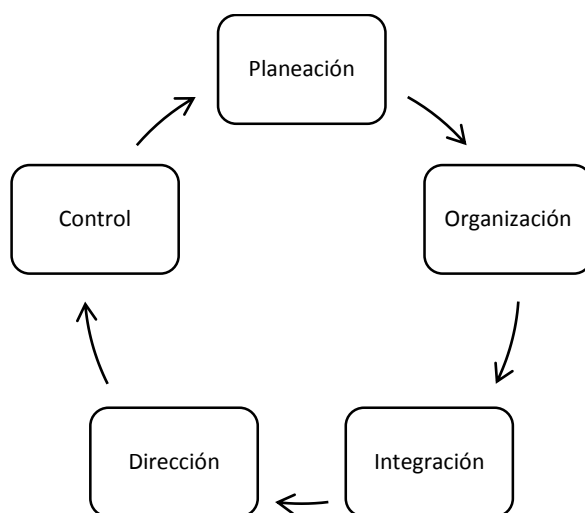 Planeación
Organización
Integración
Dirección
Control